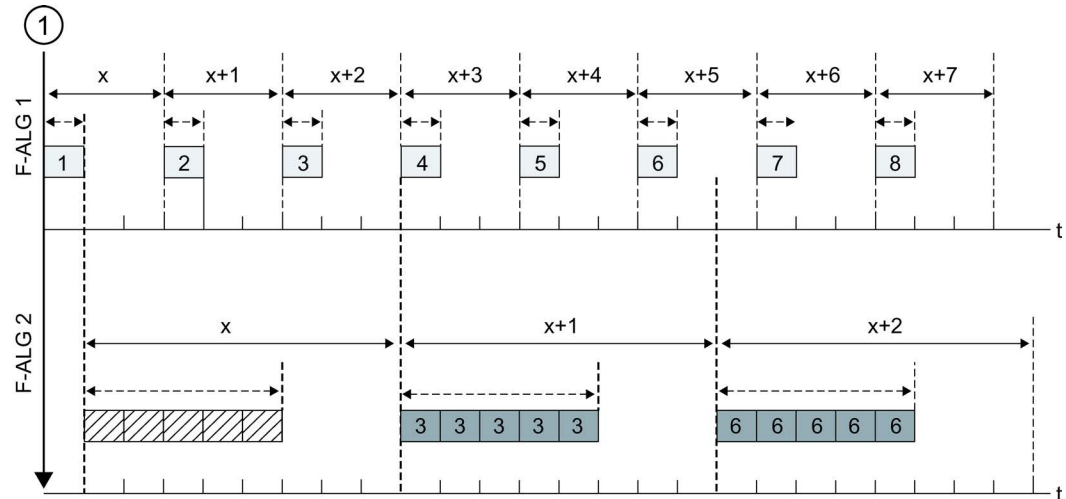 1
x x+1 x+2 x+3 x+4 x+5 x+6 x+7
F-ALG 1
1 2 3 4 5 6 7 8
t
x x+1 x+2
F-ALG 2
3 3 3 3 3 6 6 6 6 6
t